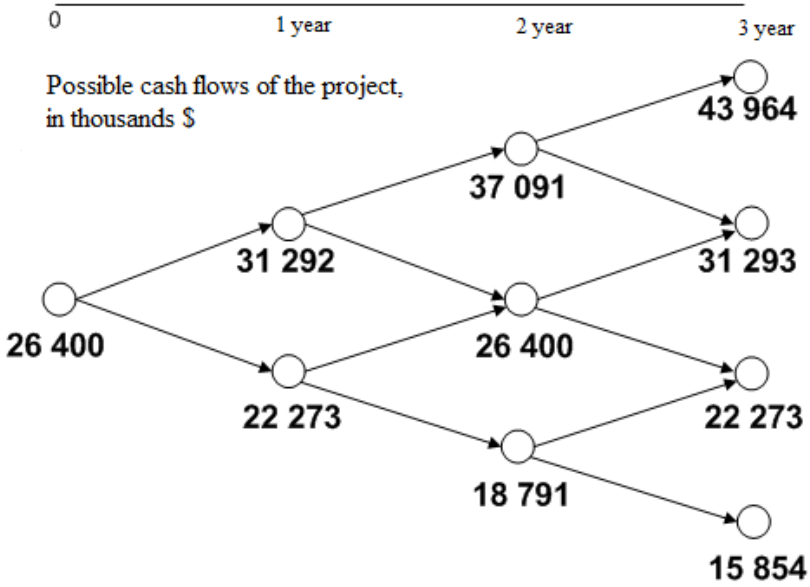 0
1 year
2 year
3 year
Possible cash flows of the project,
in thousands $
43 964
37 091
31 292
31 293
26 400
26 400
22 273
22 273
18 791
15 854